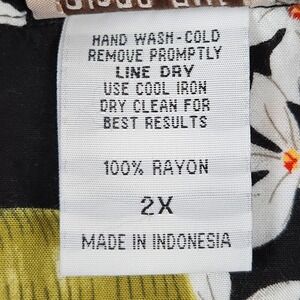 HAND WASH-COLD
REMOVE PROMPTLY
LINE DRY
USE COOL IRON
DRY CLEAN FOR
BEST RESULTS
100% RAYON
2X
MADE IN INDONESIA